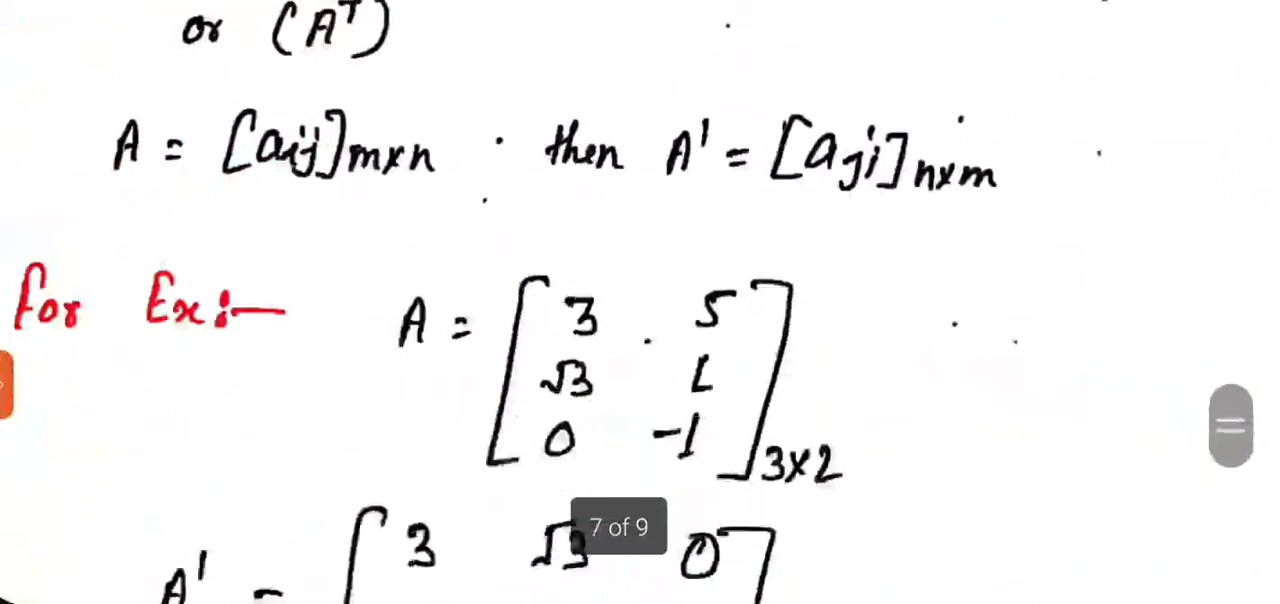 or (Aᵀ)
A = [aij]m×n . then A' = [aji]n×m
for Ex:—
A = [ 3 5
√3 1
0 -1 ]3×2
7 of 9
A' = [ 3 √3 0 ]